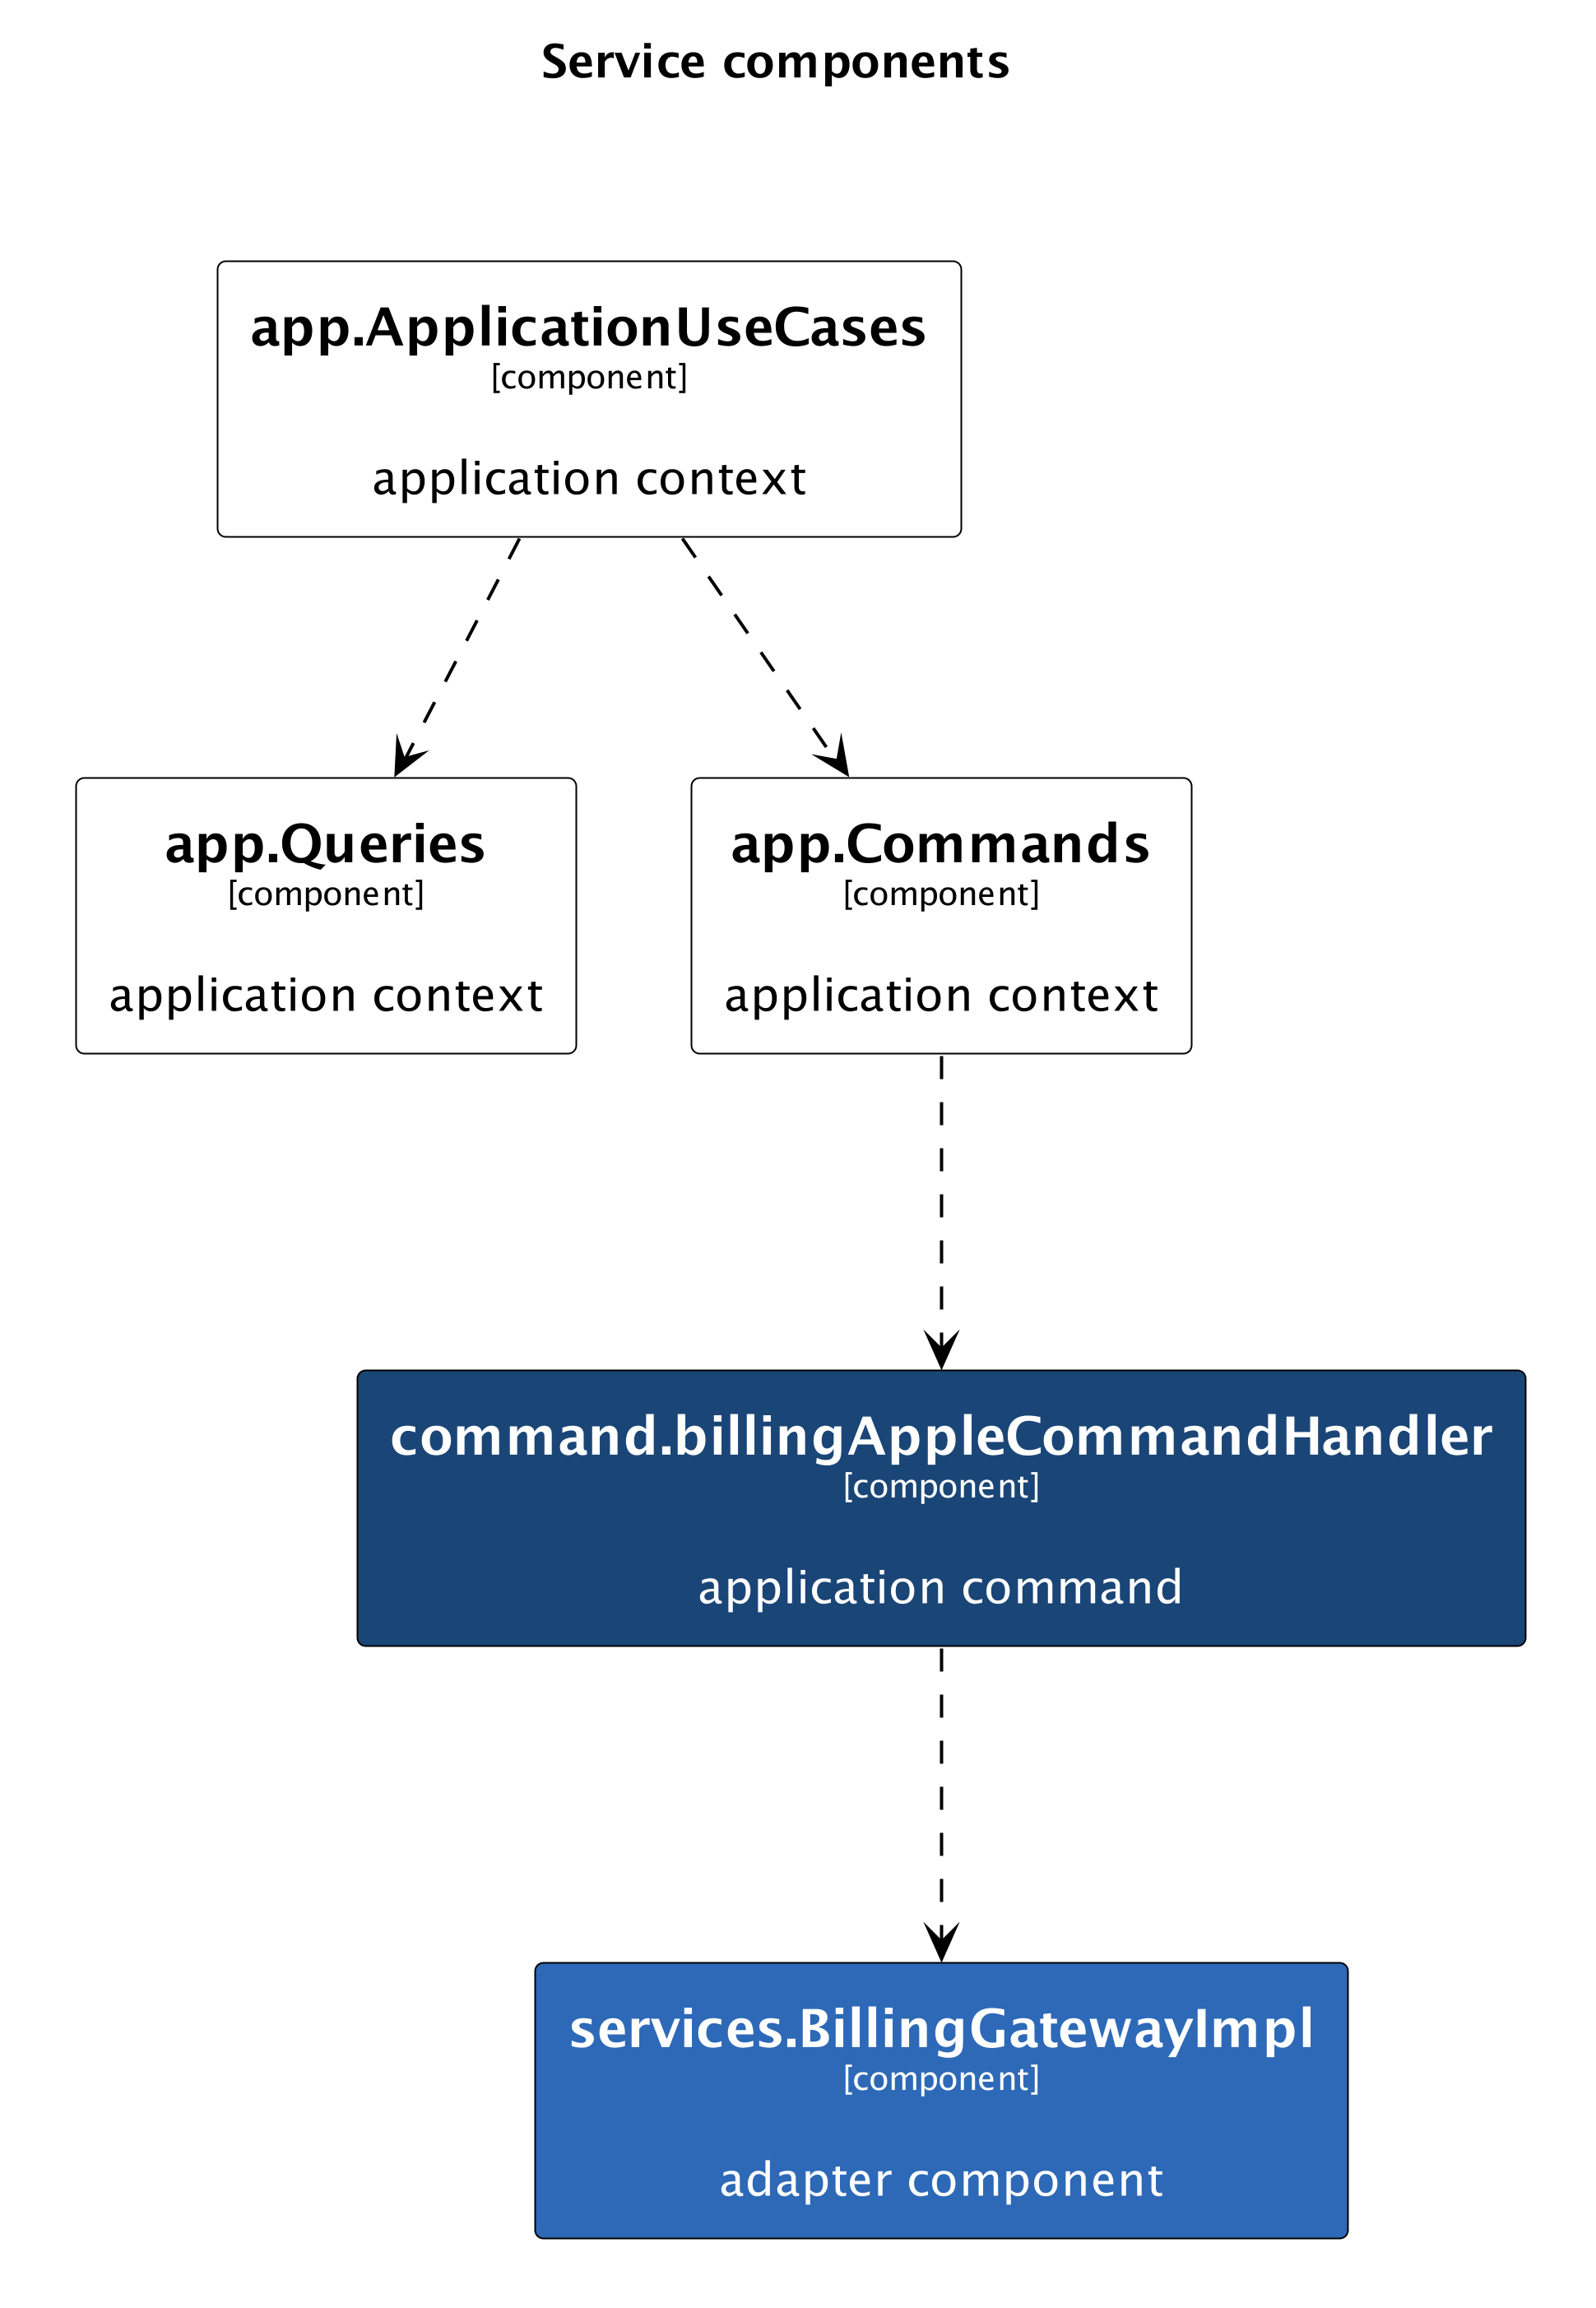 Service components
app.ApplicationUseCases
[component]
application context
app.Queries
[component]
application context
app.Commands
[component]
application context
command.billingAppleCommandHandler
[component]
application command
services.BillingGatewayImpl
[component]
adapter component